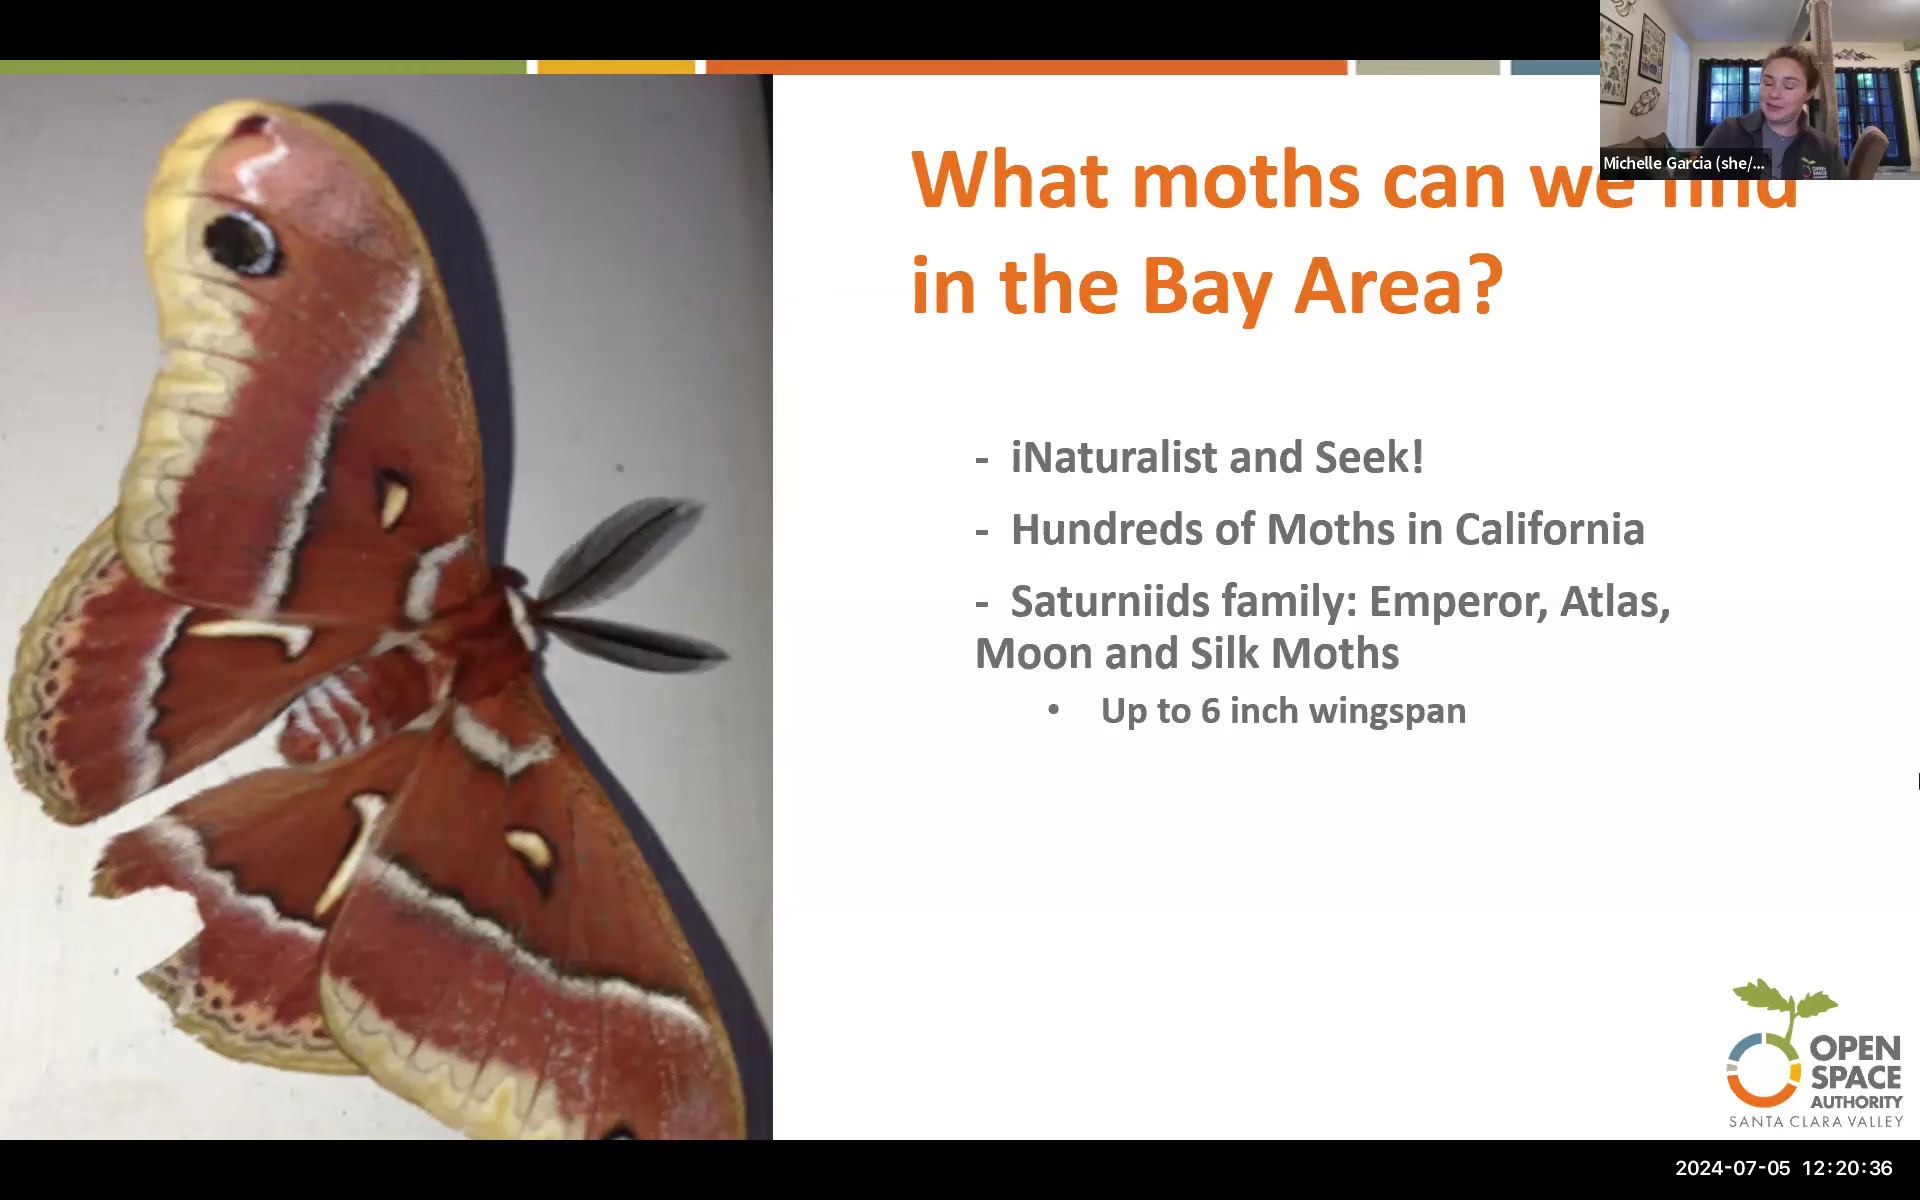 Michelle Garcia (she/...
What moths can we find
in the Bay Area?
- iNaturalist and Seek!
- Hundreds of Moths in California
- Saturniids family: Emperor, Atlas,
Moon and Silk Moths
• Up to 6 inch wingspan
OPEN
SPACE
AUTHORITY
SANTA CLARA VALLEY
2024-07-05 12:20:36